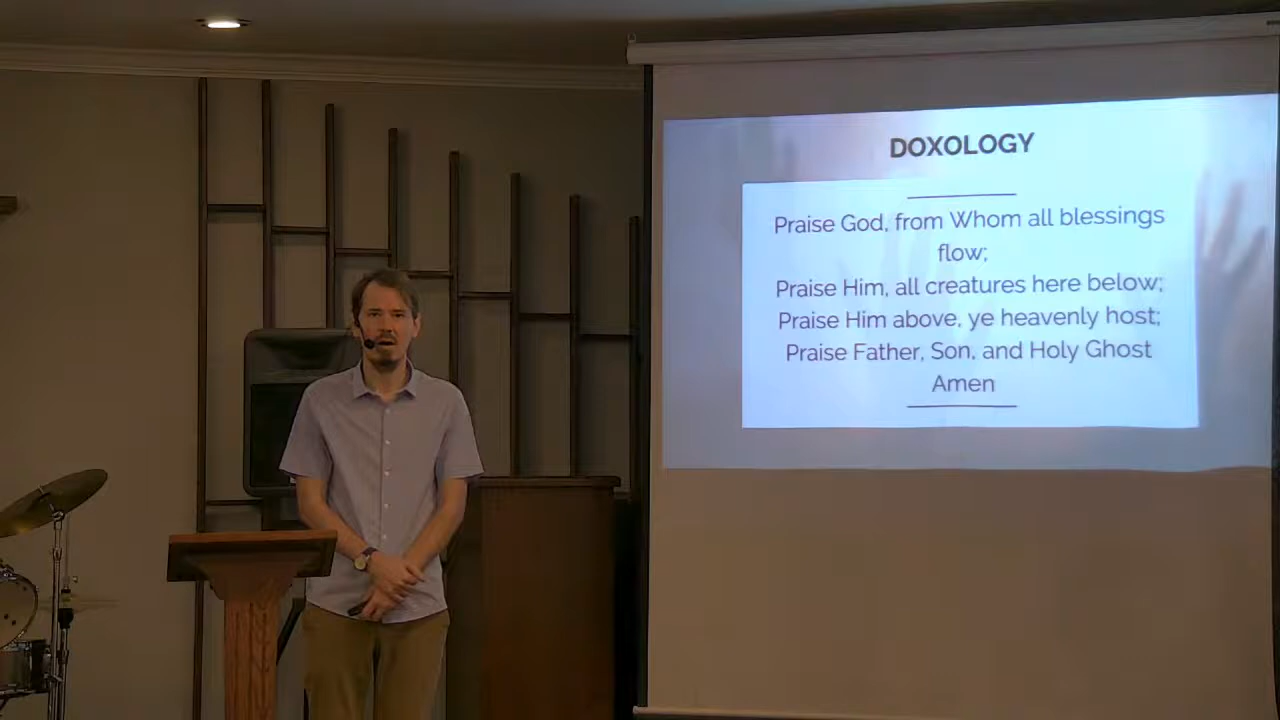 DOXOLOGY
Praise God, from Whom all blessings
flow;
Praise Him, all creatures here below;
Praise Him above, ye heavenly host;
Praise Father, Son, and Holy Ghost
Amen